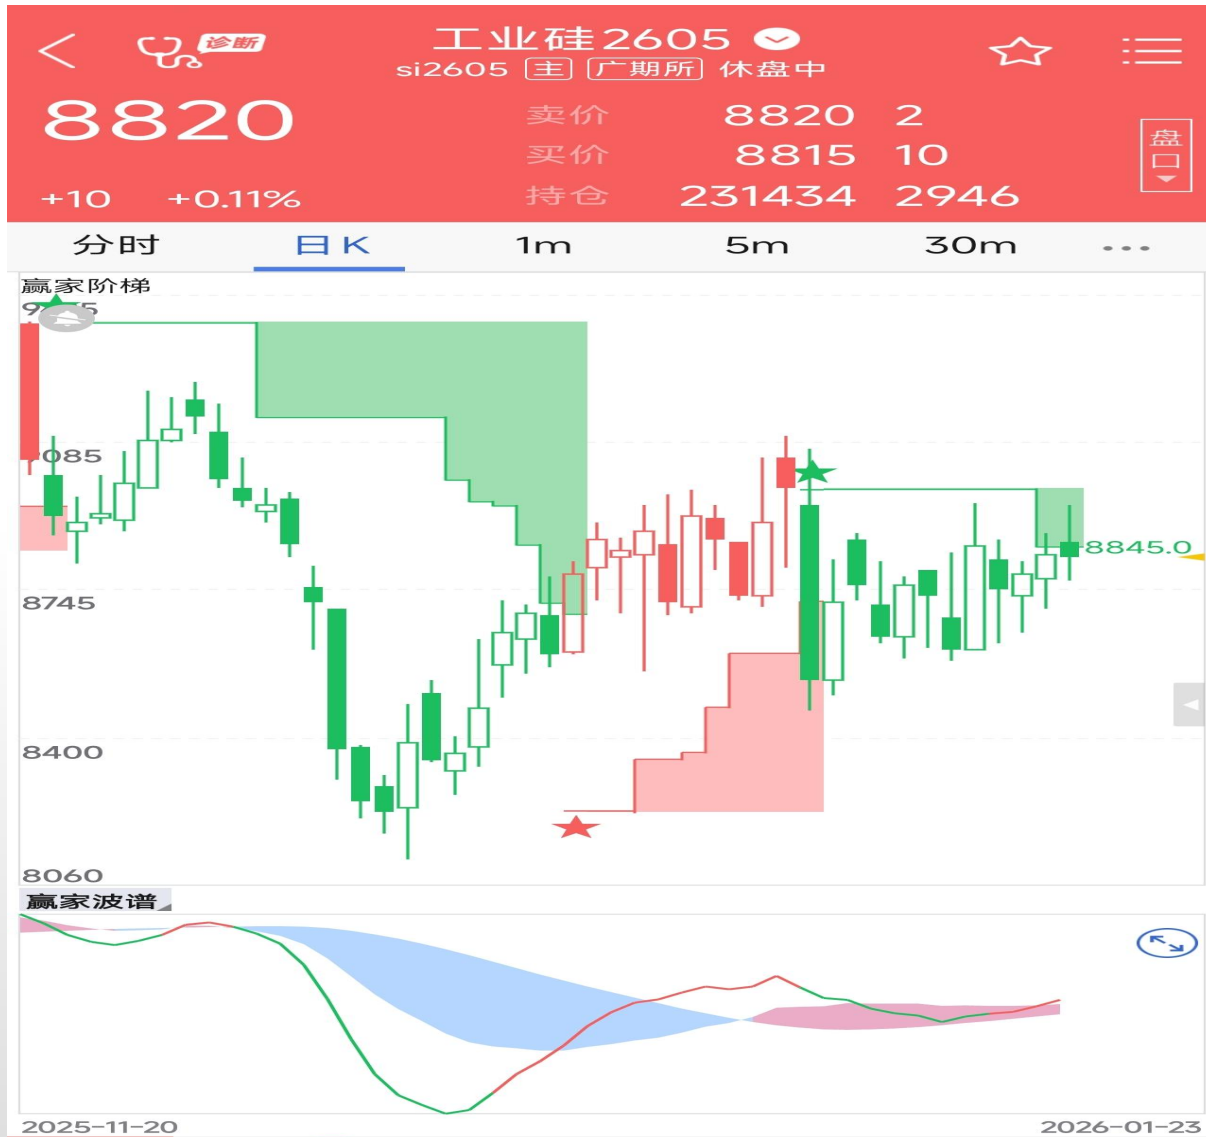 诊断
工业硅2605
si2605 主 广期所 休盘中
8820
卖价 8820 2
买价 8815 10
+10 +0.11%
持仓 231434 2946
盘口
分时 日K 1m 5m 30m
赢家阶梯
8845.0
8745
8400
8060
赢家波谱
2025-11-20 2026-01-23